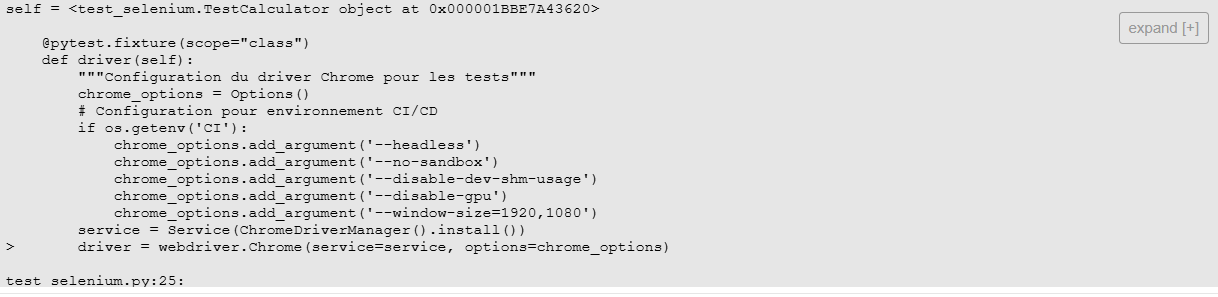 self = <test_selenium.TestCalculator object at 0x000001BBE7A43620>
expand [+]
@pytest.fixture(scope="class")
def driver(self):
"""Configuration du driver Chrome pour les tests"""
chrome_options = Options()
# Configuration pour environnement CI/CD
if os.getenv('CI'):
chrome_options.add_argument('--headless')
chrome_options.add_argument('--no-sandbox')
chrome_options.add_argument('--disable-dev-shm-usage')
chrome_options.add_argument('--disable-gpu')
chrome_options.add_argument('--window-size=1920,1080')
service = Service(ChromeDriverManager().install())
> driver = webdriver.Chrome(service=service, options=chrome_options)
test_selenium.py:25: